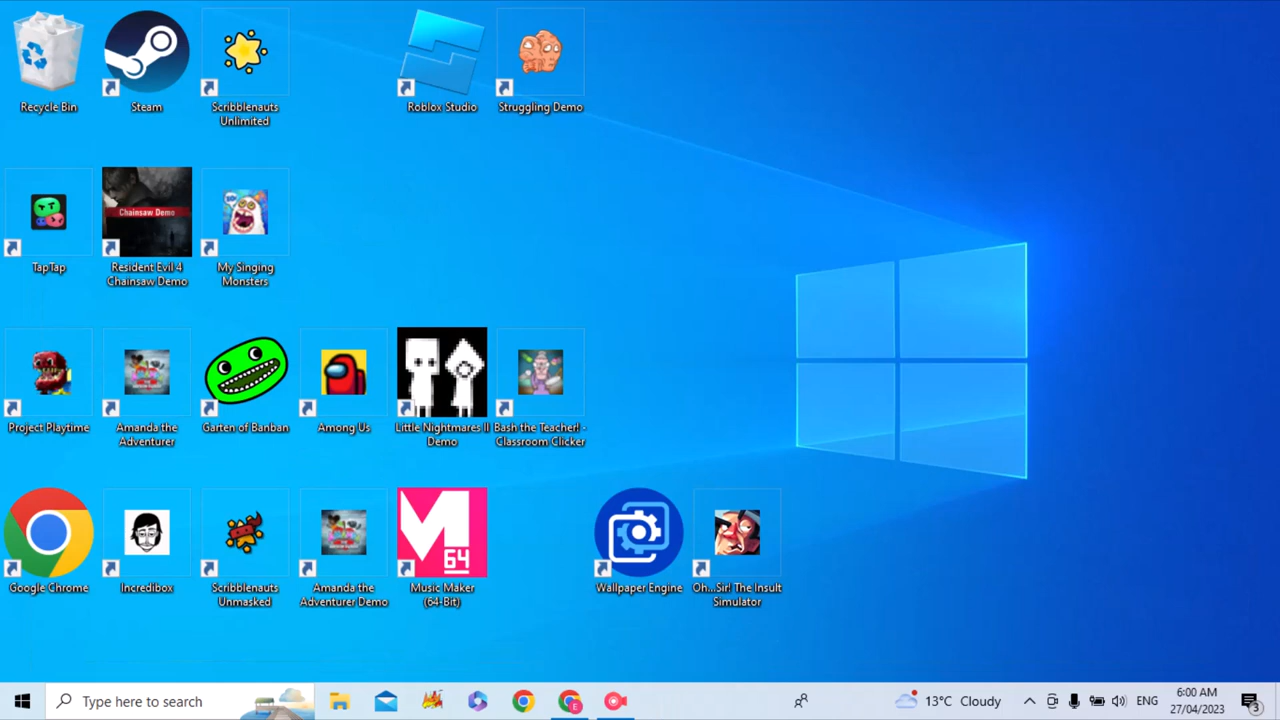 Recycle Bin
Steam
Scribblenauts
Unlimited
Roblox Studio
Struggling Demo
TapTap
Chainsaw Demo
Resident Evil 4
Chainsaw Demo
My Singing
Monsters
Project Playtime
Amanda the
Adventurer
Garten of Banban
Among Us
Little Nightmares II
Demo
Bash the Teacher! -
Classroom Clicker
64
Google Chrome
Incredibox
Scribblenauts
Unmasked
Amanda the
Adventurer Demo
Music Maker
(64-Bit)
Wallpaper Engine
Oh...Sir! The Insult
Simulator
Type here to search
E
13°C Cloudy
ENG
6:00 AM
27/04/2023
3